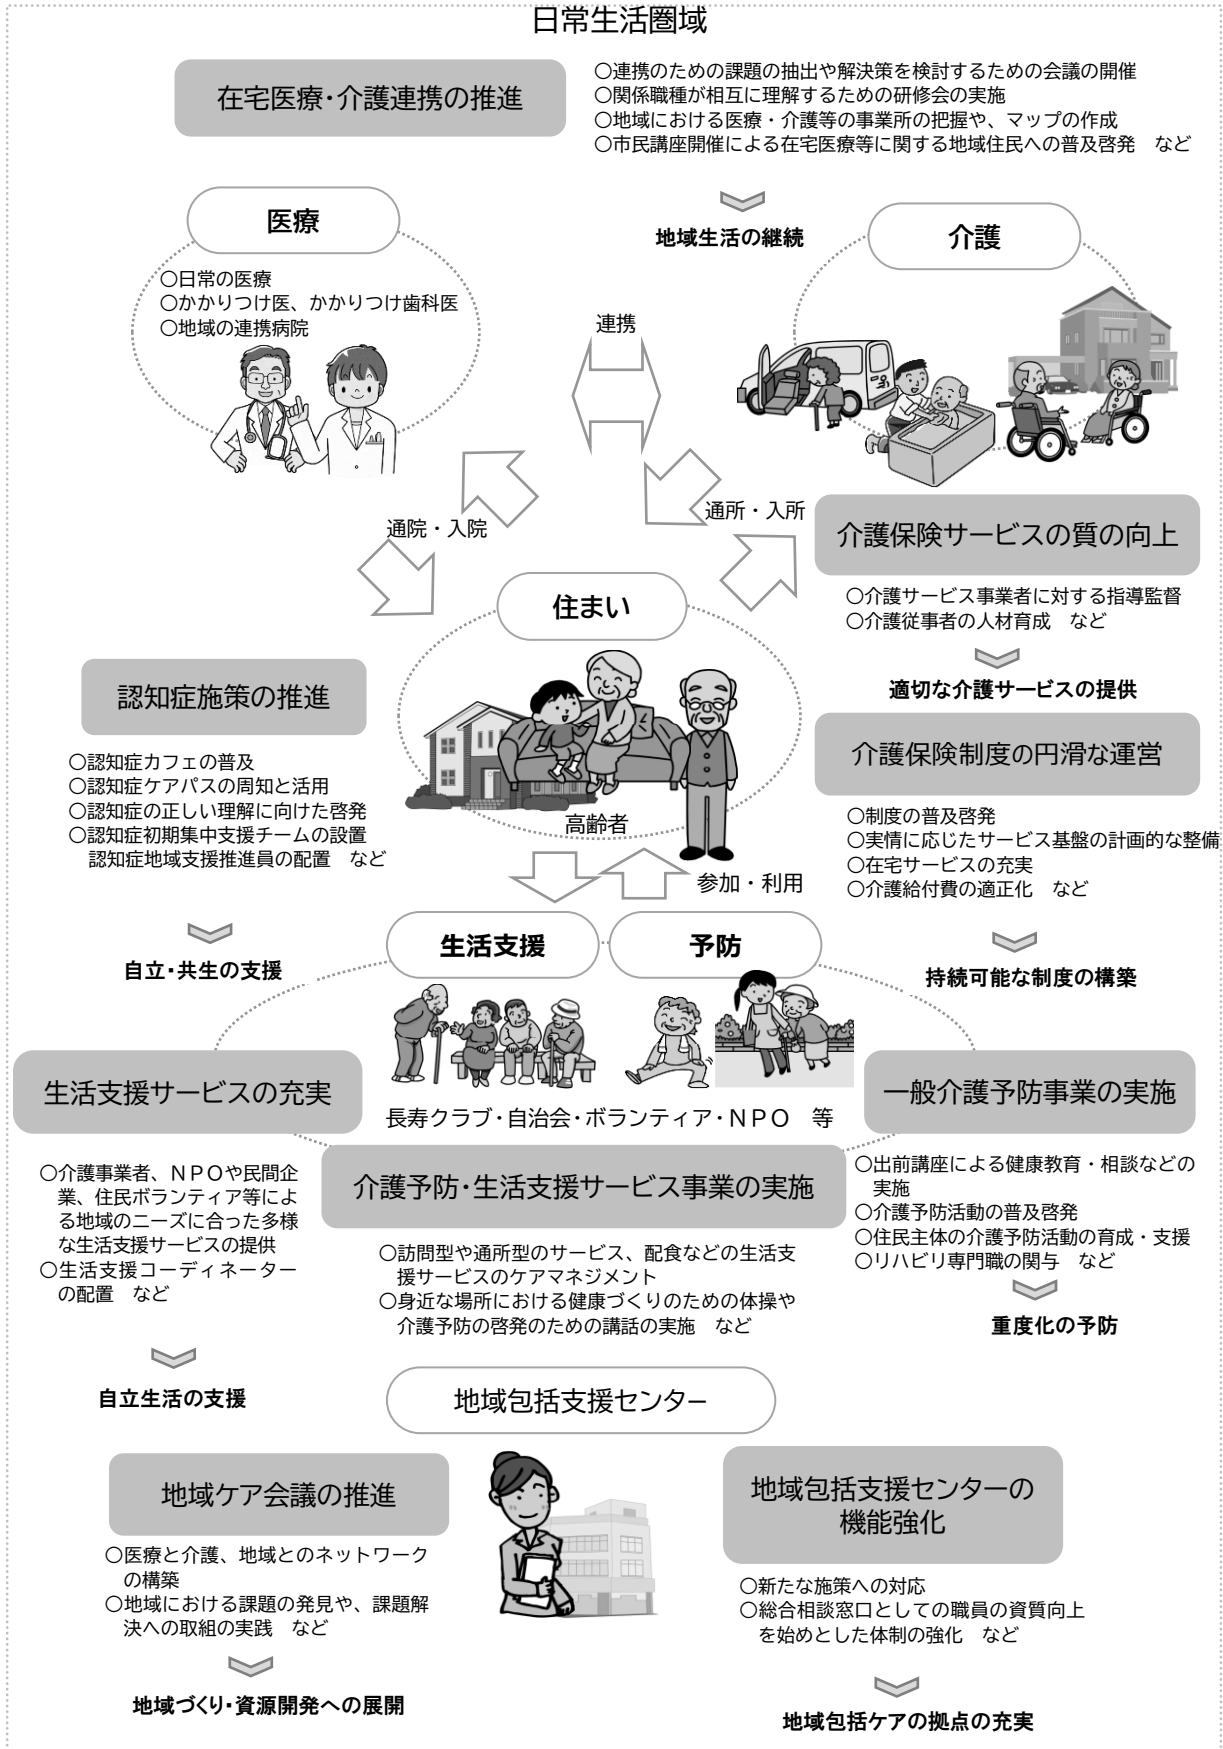 日常生活圏域
在宅医療・介護連携の推進
〇連携のための課題の抽出や解決策を検討するための会議の開催
〇関係職種が相互に理解するための研修会の実施
〇地域における医療・介護等の事業所の把握や、マップの作成
〇市民講座開催による在宅医療等に関する地域住民への普及啓発　など
地域生活の継続
医療
〇日常の医療
〇かかりつけ医、かかりつけ歯科医
〇地域の連携病院
介護
連携
通院・入院
通所・入所
介護保険サービスの質の向上
〇介護サービス事業者に対する指導監督
〇介護従事者の人材育成　など
適切な介護サービスの提供
住まい
高齢者
認知症施策の推進
〇認知症カフェの普及
〇認知症ケアパスの周知と活用
〇認知症の正しい理解に向けた啓発
〇認知症初期集中支援チームの設置
認知症地域支援推進員の配置　など
自立・共生の支援
介護保険制度の円滑な運営
〇制度の普及啓発
〇実情に応じたサービス基盤の計画的な整備
〇在宅サービスの充実
〇介護給付費の適正化　など
持続可能な制度の構築
参加・利用
生活支援
予防
長寿クラブ・自治会・ボランティア・ＮＰＯ　等
生活支援サービスの充実
〇介護事業者、ＮＰＯや民間企
業、住民ボランティア等によ
る地域のニーズに合った多様
な生活支援サービスの提供
〇生活支援コーディネーター
の配置　など
自立生活の支援
介護予防・生活支援サービス事業の実施
〇訪問型や通所型のサービス、配食などの生活支
援サービスのケアマネジメント
〇身近な場所における健康づくりのための体操や
介護予防の啓発のための講話の実施　など
一般介護予防事業の実施
〇出前講座による健康教育・相談などの
実施
〇介護予防活動の普及啓発
〇住民主体の介護予防活動の育成・支援
〇リハビリ専門職の関与　など
重度化の予防
地域包括支援センター
地域ケア会議の推進
〇医療と介護、地域とのネットワーク
の構築
〇地域における課題の発見や、課題解
決への取組の実践　など
地域づくり・資源開発への展開
地域包括支援センターの
機能強化
〇新たな施策への対応
〇総合相談窓口としての職員の資質向上
を始めとした体制の強化　など
地域包括ケアの拠点の充実